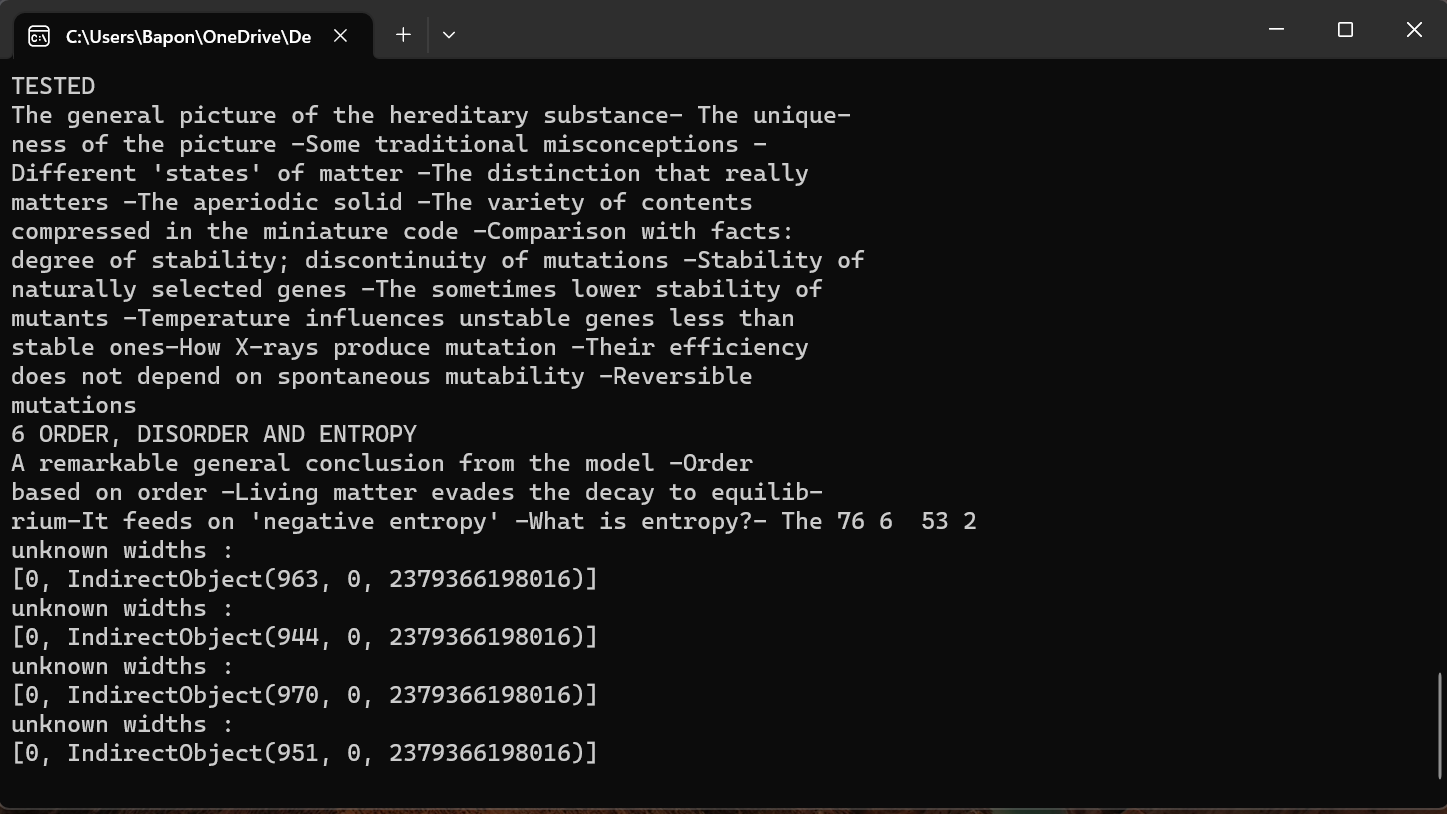 C:\Users\Bapon\OneDrive\De
TESTED
The general picture of the hereditary substance- The unique-
ness of the picture -Some traditional misconceptions -
Different 'states' of matter -The distinction that really
matters -The aperiodic solid -The variety of contents
compressed in the miniature code -Comparison with facts:
degree of stability; discontinuity of mutations -Stability of
naturally selected genes -The sometimes lower stability of
mutants -Temperature influences unstable genes less than
stable ones-How X-rays produce mutation -Their efficiency
does not depend on spontaneous mutability -Reversible
mutations
6 ORDER, DISORDER AND ENTROPY
A remarkable general conclusion from the model -Order
based on order -Living matter evades the decay to equilib-
rium-It feeds on 'negative entropy' -What is entropy?- The 76 6  53 2
unknown widths :
[0, IndirectObject(963, 0, 2379366198016)]
unknown widths :
[0, IndirectObject(944, 0, 2379366198016)]
unknown widths :
[0, IndirectObject(970, 0, 2379366198016)]
unknown widths :
[0, IndirectObject(951, 0, 2379366198016)]